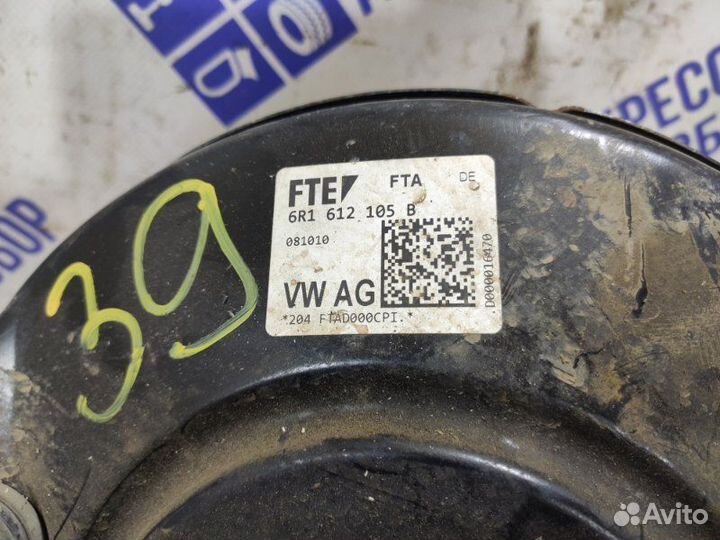 39
FTE FTA DE
6R1 612 105 B
081010
VW AG
*204 FTAD000CPI.*
D000016470
Avito